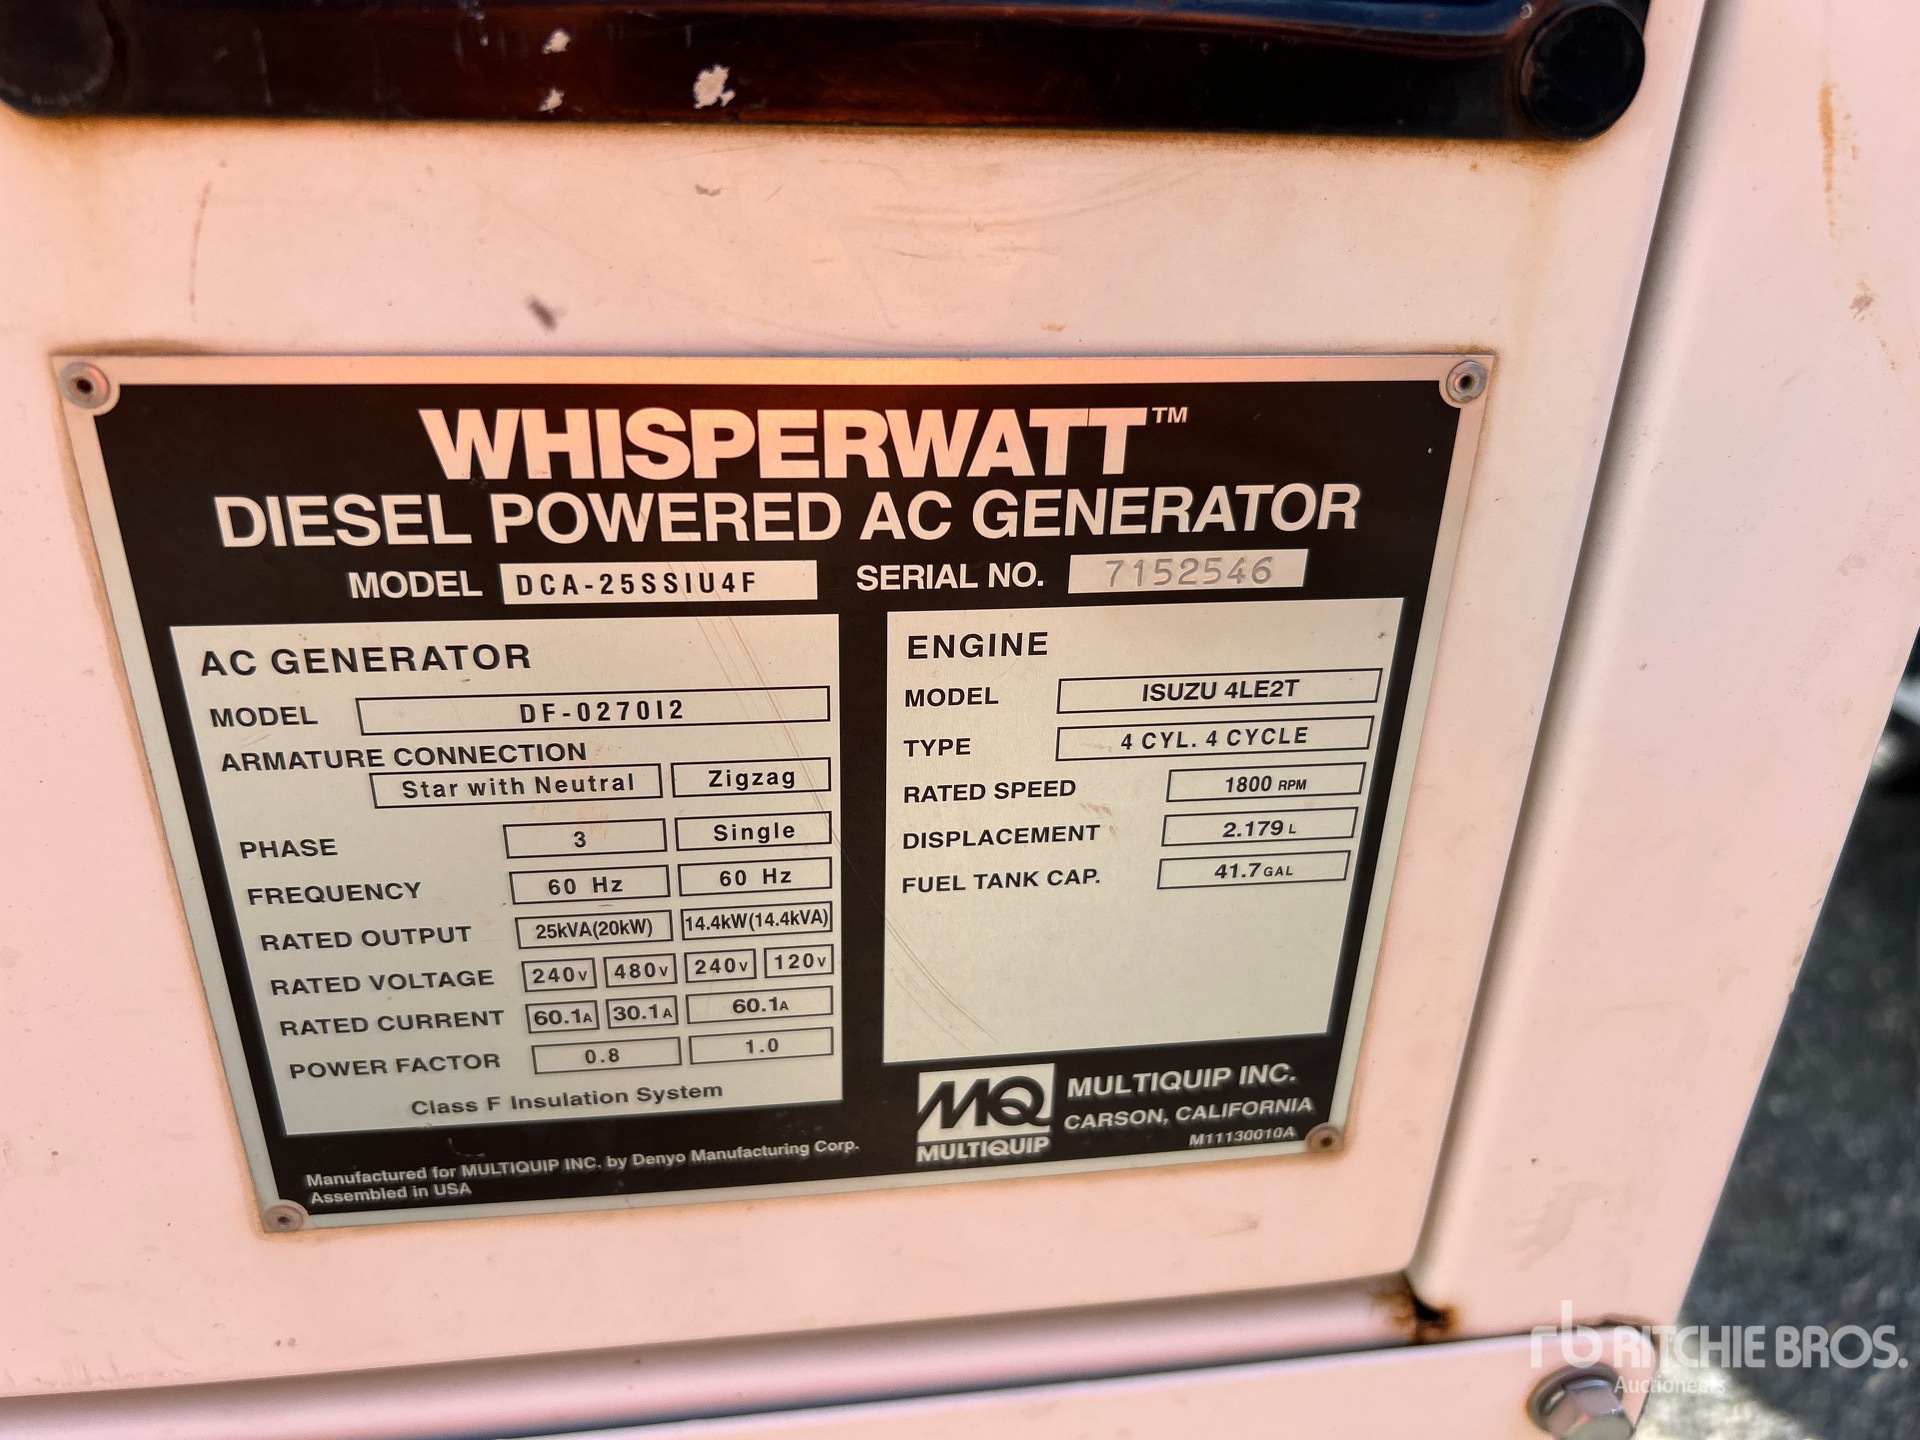 WHISPERWATT™
DIESEL POWERED AC GENERATOR
MODEL DCA-25SSIU4F SERIAL NO. 7152546
AC GENERATOR
MODEL DF-0270I2
ARMATURE CONNECTION
Star with Neutral Zigzag
PHASE 3 Single
FREQUENCY 60 Hz 60 Hz
RATED OUTPUT 25kVA(20kW) 14.4kW(14.4kVA)
RATED VOLTAGE 240V 480V 240V 120V
RATED CURRENT 60.1A 30.1A 60.1A
POWER FACTOR 0.8 1.0
Class F Insulation System
ENGINE
MODEL ISUZU 4LE2T
TYPE 4 CYL. 4 CYCLE
RATED SPEED 1800 RPM
DISPLACEMENT 2.179 L
FUEL TANK CAP. 41.7 GAL
Manufactured for MULTIQUIP INC. by Denyo Manufacturing Corp.
Assembled in USA
MQ
MULTIQUIP
MULTIQUIP INC.
CARSON, CALIFORNIA
M11130010A
rb RITCHIE BROS.
Auctioneers